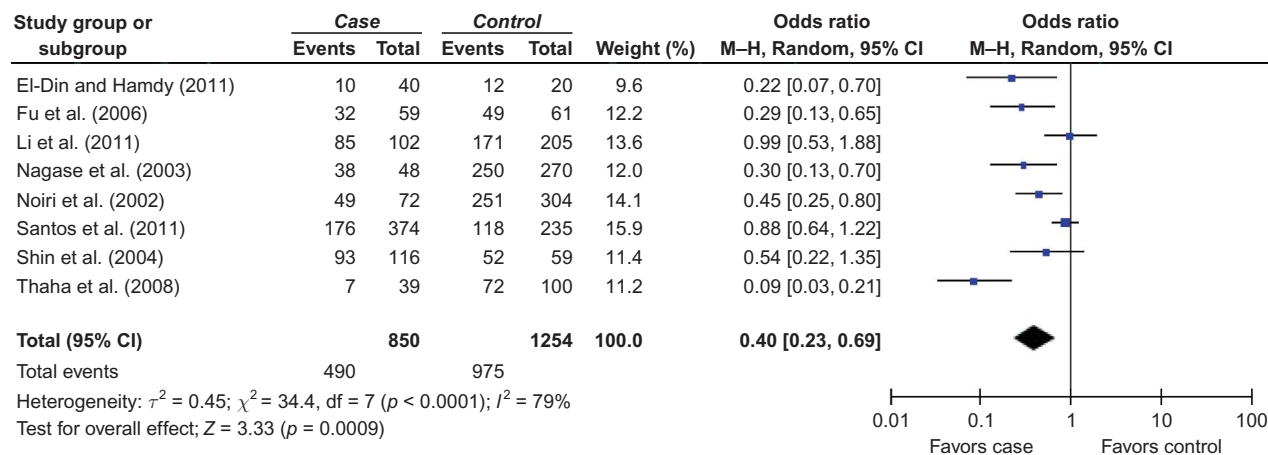 Study group or subgroup Case Control Odds ratio Odds ratio
Events Total Events Total Weight (%) M–H, Random, 95% CI M–H, Random, 95% CI
El-Din and Hamdy (2011) 10 40 12 20 9.6 0.22 [0.07, 0.70]
Fu et al. (2006) 32 59 49 61 12.2 0.29 [0.13, 0.65]
Li et al. (2011) 85 102 171 205 13.6 0.99 [0.53, 1.88]
Nagase et al. (2003) 38 48 250 270 12.0 0.30 [0.13, 0.70]
Noiri et al. (2002) 49 72 251 304 14.1 0.45 [0.25, 0.80]
Santos et al. (2011) 176 374 118 235 15.9 0.88 [0.64, 1.22]
Shin et al. (2004) 93 116 52 59 11.4 0.54 [0.22, 1.35]
Thaha et al. (2008) 7 39 72 100 11.2 0.09 [0.03, 0.21]
Total (95% CI) 850 1254 100.0 0.40 [0.23, 0.69]
Total events 490 975
Heterogeneity: τ² = 0.45; χ² = 34.4, df = 7 (p < 0.0001); I² = 79%
Test for overall effect; Z = 3.33 (p = 0.0009)
0.01 0.1 1 10 100
Favors case Favors control